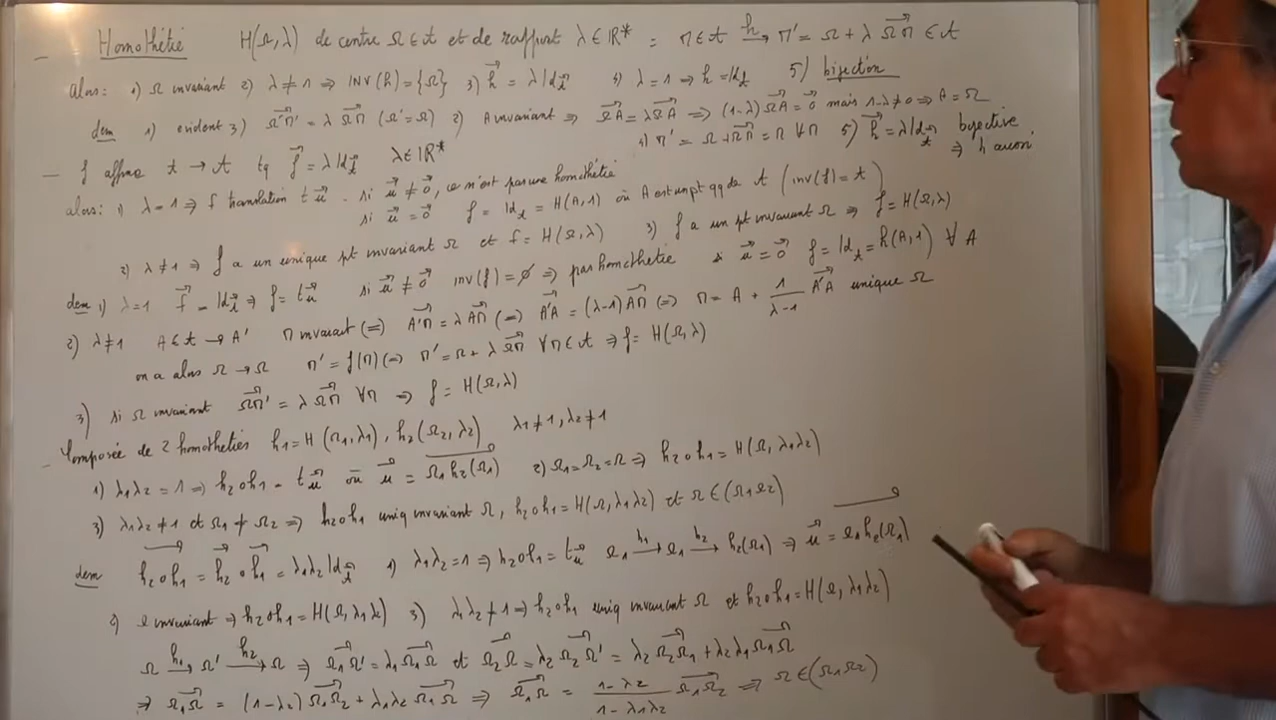 — Homothétie H(Ω,λ) de centre Ω∈𝒜 et de rapport λ∈ℝ* = M∈𝒜 →ʰ M' = Ω + λ ΩM⃗ ∈ 𝒜
Alors: 1) Ω invariant 2) λ ≠ 1 ⇒ INV(h) = {Ω} 3) h⃗ = λ Id 4) λ = 1 ⇒ h = Id 5) bijection
dem 1) evident 3) Ω'M'⃗ = λ ΩM⃗ (Ω' = Ω) 2) A invariant ⇒ ΩA⃗ = λ ΩA⃗ ⇒ (1-λ) ΩA⃗ = 0⃗ mais 1-λ ≠ 0 ⇒ A = Ω
4) M' = Ω + ΩM⃗ = M ∀M 5) h⃗ = λ Id bijective ⇒ h aussi
— f affine 𝒜 → 𝒜 tq f⃗ = λ Id λ∈ℝ*
alors: 1) λ = 1 ⇒ f translation t u⃗ . si u⃗ ≠ 0⃗, ce n'est pas une homothétie
si u⃗ = 0⃗ f = Id = H(A,1) où A est un pt qq de 𝒜 (inv(f) = 𝒜)
2) λ ≠ 1 ⇒ f a un unique pt invariant Ω et f = H(Ω,λ) 3) f a un pt invariant Ω ⇒ f = H(Ω,λ)
dem 1) λ = 1 f⃗ = Id ⇒ f = t u⃗ si u⃗ ≠ 0⃗ inv(f) = ∅ ⇒ pas homothétie si u⃗ = 0⃗ f = Id = h(A,1) ∀ A
2) λ ≠ 1 A∈𝒜 → A' M invariant ⇔ A'M⃗ = λ AM⃗ ⇔ A'A⃗ = (λ-1) AM⃗ ⇔ M = A + 1/(λ-1) A'A⃗ unique Ω
on a alors Ω → Ω M' = f(M) ⇔ M' = Ω + λ ΩM⃗ ∀M∈𝒜 ⇒ f = H(Ω,λ)
3) si Ω invariant ΩM'⃗ = λ ΩM⃗ ∀M ⇒ f = H(Ω,λ)
— Composée de 2 homothéties h₁ = H(Ω₁,λ₁), h₂(Ω₂,λ₂) λ₁ ≠ 1, λ₂ ≠ 1
1) λ₁λ₂ = 1 ⇒ h₂∘h₁ = t u⃗ où u⃗ = Ω₁h₂(Ω₁)⃗ 2) Ω₁ = Ω₂ = Ω ⇒ h₂∘h₁ = H(Ω, λ₁λ₂)
3) λ₁λ₂ ≠ 1 et Ω₁ ≠ Ω₂ ⇒ h₂∘h₁ uniq invariant Ω, h₂∘h₁ = H(Ω,λ₁λ₂) et Ω∈(Ω₁Ω₂)
dem h₂∘h₁⃗ = h₂⃗ ∘ h₁⃗ = λ₁λ₂ Id 1) λ₁λ₂ = 1 ⇒ h₂∘h₁ = t u⃗ Ω₁ →ʰ¹ Ω₁ →ʰ² h₂(Ω₁) ⇒ u⃗ = Ω₁h₂(Ω₁)⃗
2) Ω invariant ⇒ h₂∘h₁ = H(Ω,λ₁λ₂) 3) λ₁λ₂ ≠ 1 ⇒ h₂∘h₁ uniq invariant Ω et h₂∘h₁ = H(Ω, λ₁λ₂)
Ω →ʰ¹ Ω' →ʰ² Ω ⇒ Ω₁Ω'⃗ = λ₁ Ω₁Ω⃗ et Ω₂Ω⃗ = λ₂ Ω₂Ω'⃗ = λ₂ Ω₂Ω₁⃗ + λ₂λ₁ Ω₁Ω⃗
⇒ Ω₁Ω⃗ = (1-λ₂) Ω₁Ω₂⃗ + λ₁λ₂ Ω₁Ω⃗ ⇒ Ω₁Ω⃗ = (1-λ₂)/(1-λ₁λ₂) Ω₁Ω₂⃗ ⇒ Ω∈(Ω₁Ω₂)